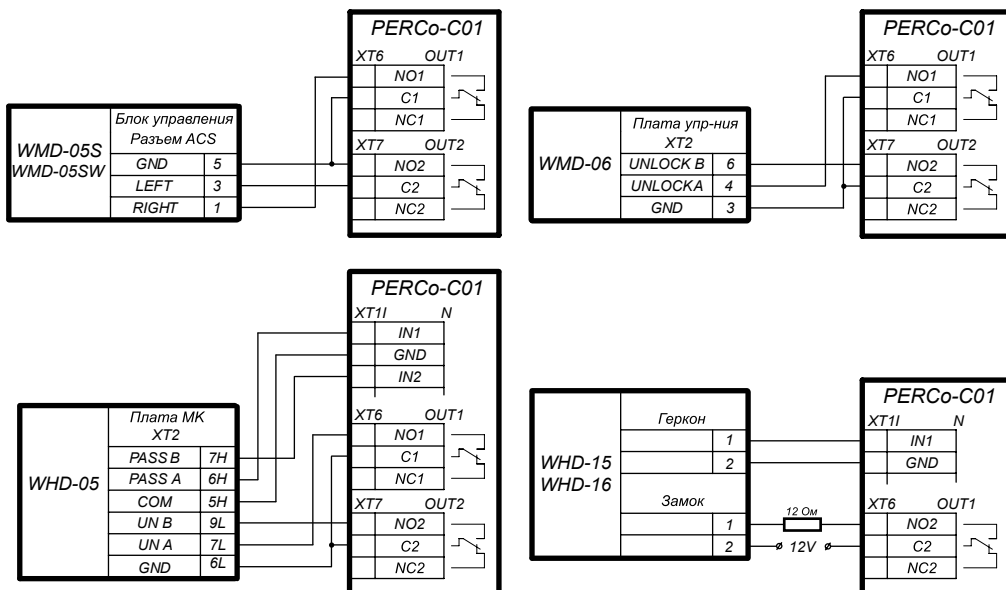 PERCo-C01
XT6 OUT1
NO1
C1
NC1
XT7 OUT2
NO2
C2
NC2
WMD-05S
WMD-05SW
Блок управления
Разъем ACS
GND 5
LEFT 3
RIGHT 1
PERCo-C01
XT6 OUT1
NO1
C1
NC1
XT7 OUT2
NO2
C2
NC2
WMD-06
Плата упр-ния
XT2
UNLOCK B 6
UNLOCKA 4
GND 3
PERCo-C01
XT1I N
IN1
GND
IN2
XT6 OUT1
NO1
C1
NC1
XT7 OUT2
NO2
C2
NC2
WHD-05
Плата МК
XT2
PASS B 7H
PASS A 6H
COM 5H
UN B 9L
UN A 7L
GND 6L
PERCo-C01
XT1I N
IN1
GND
XT6 OUT1
NO2
C2
NC2
WHD-15
WHD-16
Геркон
1
2
Замок
1
2
12 Ом
12V